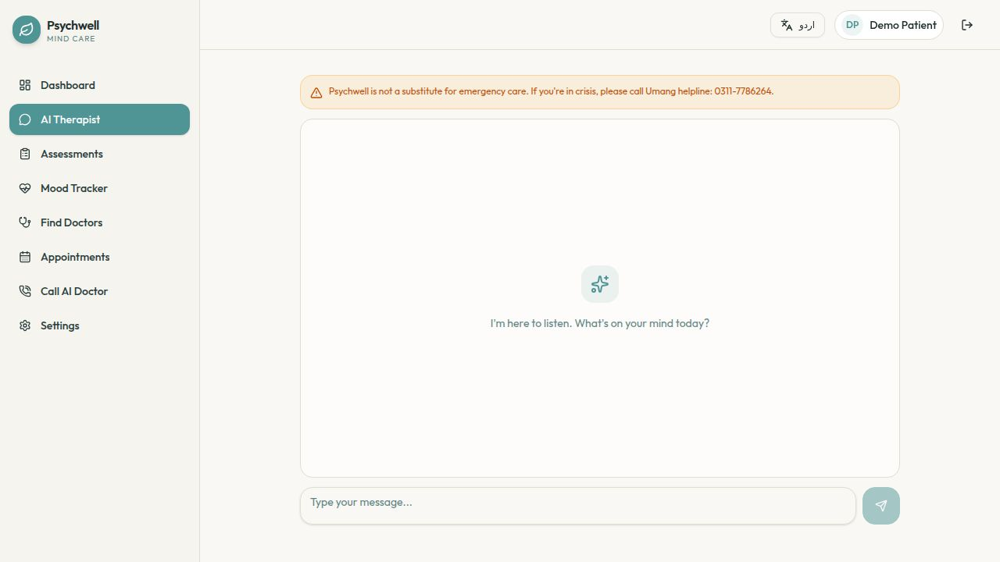 Psychwell
MIND CARE
Dashboard
AI Therapist
Assessments
Mood Tracker
Find Doctors
Appointments
Call AI Doctor
Settings
اردو
DP
Demo Patient
Psychwell is not a substitute for emergency care. If you're in crisis, please call Umang helpline: 0311-7786264.
I'm here to listen. What's on your mind today?
Type your message...